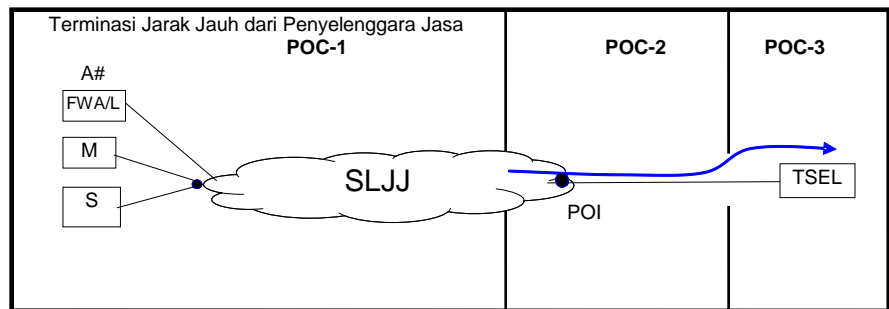 Terminasi Jarak Jauh dari Penyelenggara Jasa
POC-1
POC-2
POC-3
A#
FWA/L
M
S
SLJJ
POI
TSEL